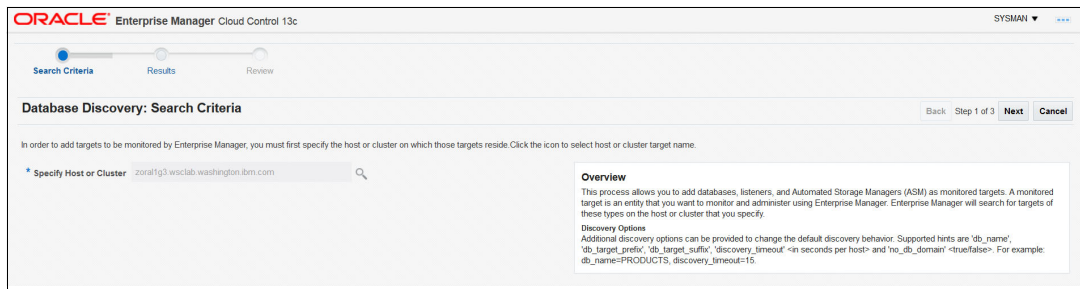 ORACLE® Enterprise Manager Cloud Control 13c
SYSMAN ▼
Search Criteria
Results
Review
Database Discovery: Search Criteria
Back Step 1 of 3 Next Cancel
In order to add targets to be monitored by Enterprise Manager, you must first specify the host or cluster on which those targets reside.Click the icon to select host or cluster target name.
* Specify Host or Cluster zoral1g3.wsclab.washington.ibm.com
Overview
This process allows you to add databases, listeners, and Automated Storage Managers (ASM) as monitored targets. A monitored
target is an entity that you want to monitor and administer using Enterprise Manager. Enterprise Manager will search for targets of
these types on the host or cluster that you specify.
Discovery Options
Additional discovery options can be provided to change the default discovery behavior. Supported hints are 'db_name',
'db_target_prefix', 'db_target_suffix', 'discovery_timeout' <in seconds per host> and 'no_db_domain' <true/false>. For example:
db_name=PRODUCTS, discovery_timeout=15.